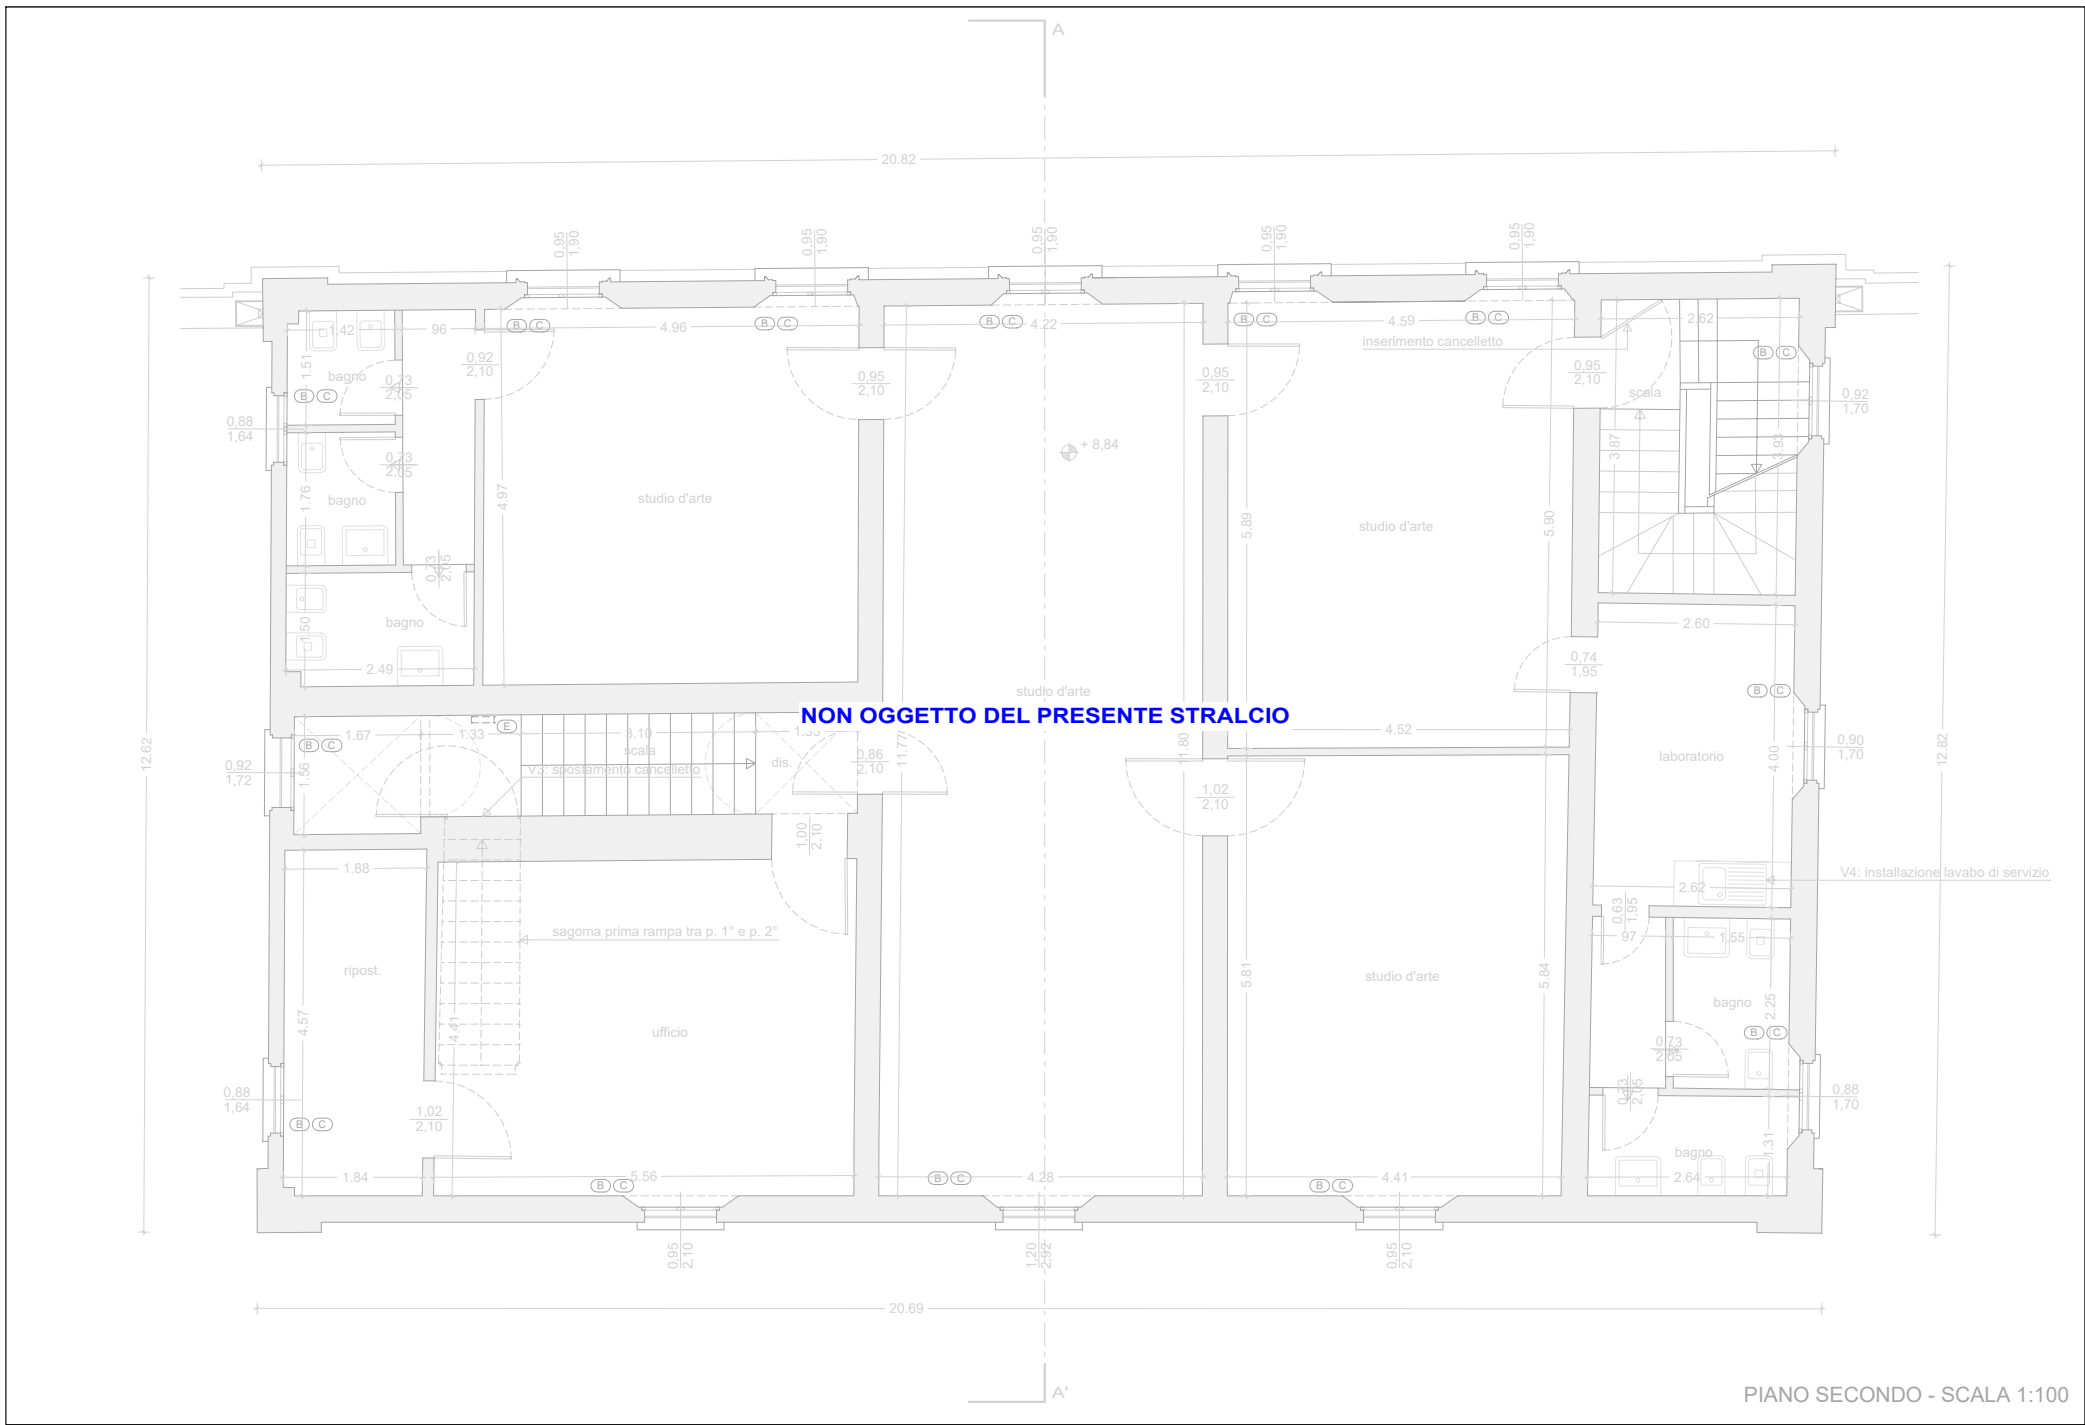 A
20.82
0,95
1,90
0,95
1,90
0,95
1,90
0,95
1,90
0,95
1,90
1.42
96
B C
4.96
B C
B C
4.22
B C
4.59
B C
2.62
inserimento cancelletto
B C
1.51
bagno
0,73
2,05
0,92
2,10
0,95
2,10
0,95
2,10
0,95
2,10
scala
B C
0,92
1,70
0,88
1,64
0,73
2,05
+ 8,84
3.87
3.93
1.76
bagno
4.97
studio d'arte
5.89
studio d'arte
5.90
0,73
2,05
1.50
bagno
2.49
2.60
0,74
1,95
B C
studio d'arte
NON OGGETTO DEL PRESENTE STRALCIO
12.62
B C
1.67
1.33
E
3.10
scala
1.35
dis.
0,86
2,10
11.77
11.80
4.52
0,90
1,70
12.82
0,92
1,72
1.56
V3: spostamento cancelletto
laboratorio
4.00
1,02
2,10
1,00
2,10
1.88
V4: installazione lavabo di servizio
2.62
0,63
1,95
sagoma prima rampa tra p. 1° e p. 2°
97
1.55
ripost.
studio d'arte
5.81
5.84
bagno
2.25
4.57
4.41
ufficio
B C
0,73
2,05
0,88
1,64
B C
1,02
2,10
0,73
2,05
0,88
1,70
1.31
bagno
1.84
5.56
B C
B C
4.28
B C
4.41
2.64
0,95
2,10
1,20
2,92
0,95
2,10
20.69
A'
PIANO SECONDO - SCALA 1:100